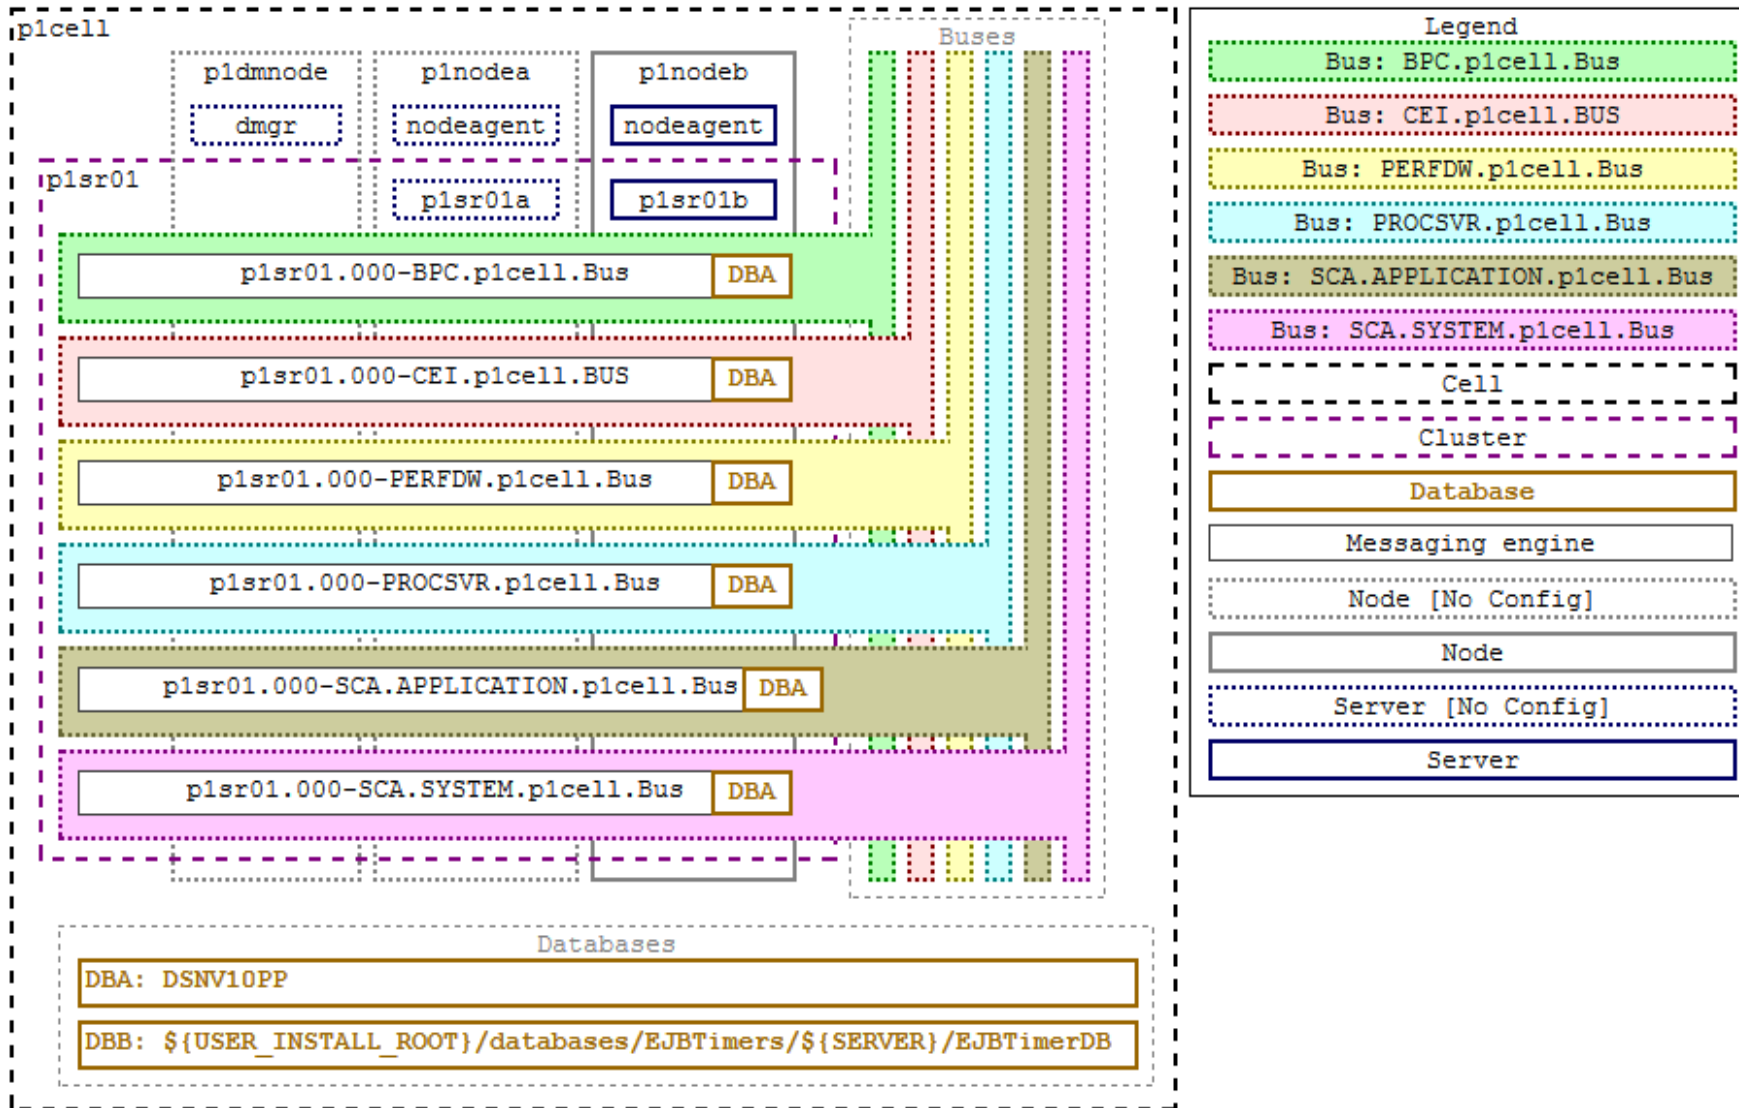 p1cell
Buses
p1dmnode
p1nodea
p1nodeb
dmgr
nodeagent
nodeagent
p1sr01
p1sr01a
p1sr01b
p1sr01.000-BPC.p1cell.Bus DBA
p1sr01.000-CEI.p1cell.BUS DBA
p1sr01.000-PERFDW.p1cell.Bus DBA
p1sr01.000-PROCSVR.p1cell.Bus DBA
p1sr01.000-SCA.APPLICATION.p1cell.Bus DBA
p1sr01.000-SCA.SYSTEM.p1cell.Bus DBA
Databases
DBA: DSNV10PP
DBB: ${USER_INSTALL_ROOT}/databases/EJBTimers/${SERVER}/EJBTimerDB
Legend
Bus: BPC.p1cell.Bus
Bus: CEI.p1cell.BUS
Bus: PERFDW.p1cell.Bus
Bus: PROCSVR.p1cell.Bus
Bus: SCA.APPLICATION.p1cell.Bus
Bus: SCA.SYSTEM.p1cell.Bus
Cell
Cluster
Database
Messaging engine
Node [No Config]
Node
Server [No Config]
Server